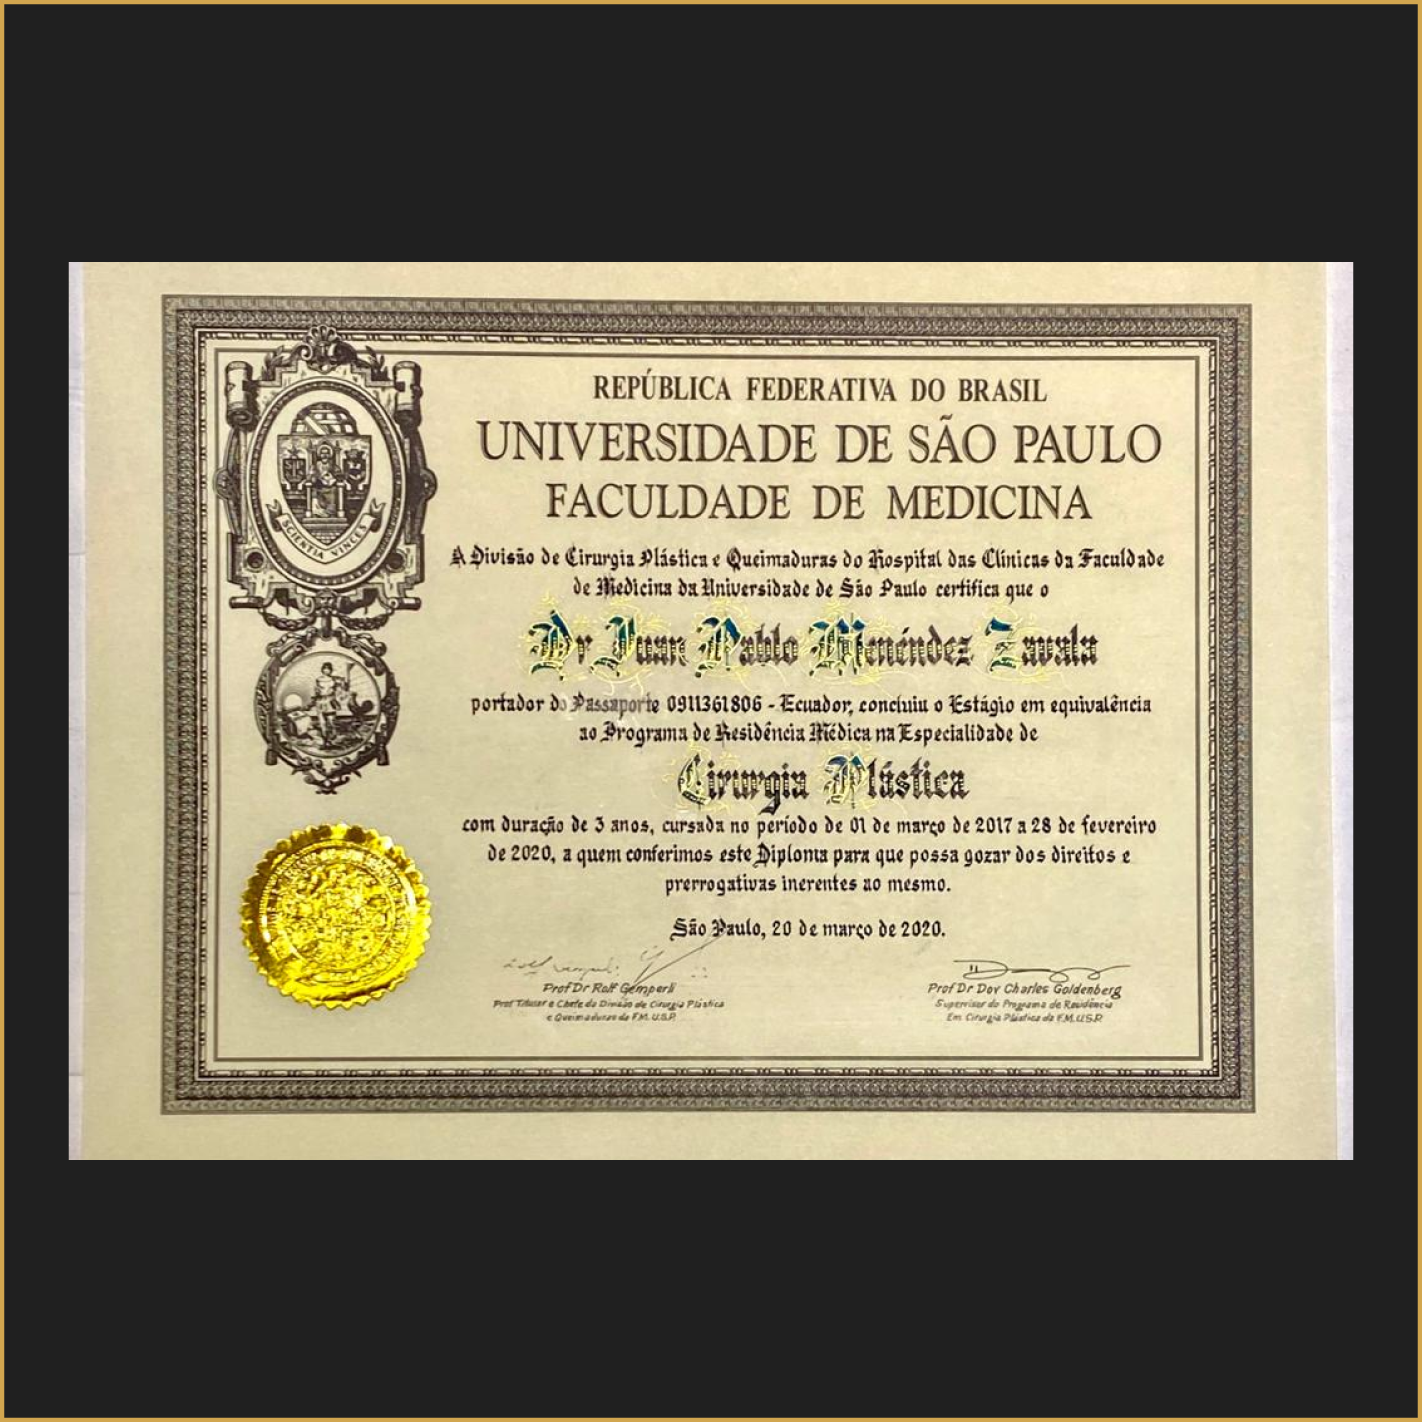 REPÚBLICA FEDERATIVA DO BRASIL
UNIVERSIDADE DE SÃO PAULO
FACULDADE DE MEDICINA
A Divisão de Cirurgia Plástica e Queimaduras do Hospital das Clínicas da Faculdade
de Medicina da Universidade de São Paulo certifica que o
Dr Juan Pablo Menéndez Zavala
portador do Passaporte 0911361806 - Ecuador, concluiu o Estágio em equivalência
ao Programa de Residência Médica na Especialidade de
Cirurgia Plástica
com duração de 3 anos, cursada no período de 01 de março de 2017 a 28 de fevereiro
de 2020, a quem conferimos este Diploma para que possa gozar dos direitos e
prerrogativas inerentes ao mesmo.
São Paulo, 20 de março de 2020.
Prof Dr Rolf Gemperli
Prof Titular e Chefe da Divisão de Cirurgia Plástica
e Queimaduras da F.M.U.S.P.
Prof Dr Dov Charles Goldenberg
Supervisor do Programa de Residência
Em Cirurgia Plástica da F.M.U.S.P.
SCIENTIA VINCES